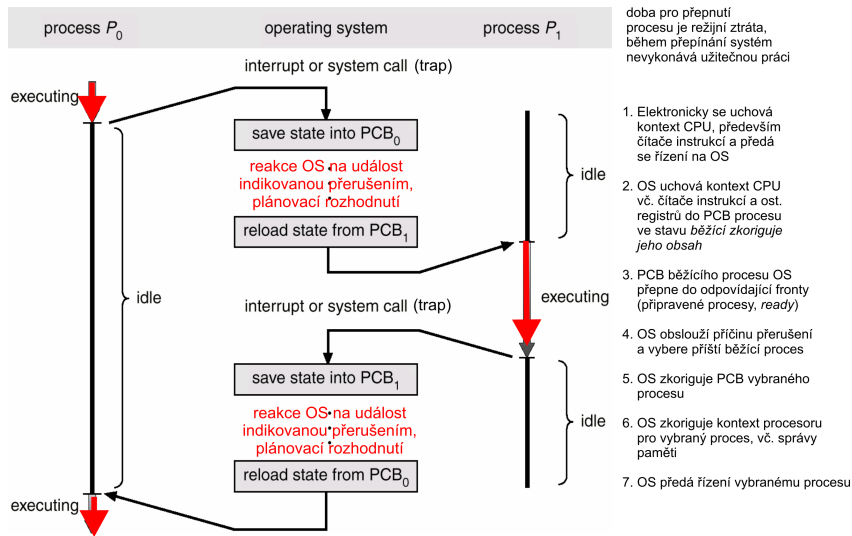 process P0
operating system
process P1
interrupt or system call (trap)
executing
save state into PCB0
reakce OS na událost
indikovanou přerušením,
plánovací rozhodnutí
reload state from PCB1
idle
idle
executing
interrupt or system call (trap)
save state into PCB1
reakce OS na událost
indikovanou přerušením,
plánovací rozhodnutí
reload state from PCB0
idle
executing
doba pro přepnutí
procesu je režijní ztráta,
během přepínání systém
nevykonává užitečnou práci
1. Elektronicky se uchová
kontext CPU, především
čítače instrukcí a předá
se řízení na OS
2. OS uchová kontext CPU
vč. čítače instrukcí a ost.
registrů do PCB procesu
ve stavu běžící zkoriguje
jeho obsah
3. PCB běžícího procesu OS
přepne do odpovídající fronty
(připravené procesy, ready)
4. OS obslouží příčinu přerušení
a vybere příští běžící proces
5. OS zkoriguje PCB vybraného
procesu
6. OS zkoriguje kontext procesoru
pro vybraný proces, vč. správy
paměti
7. OS předá řízení vybranému procesu